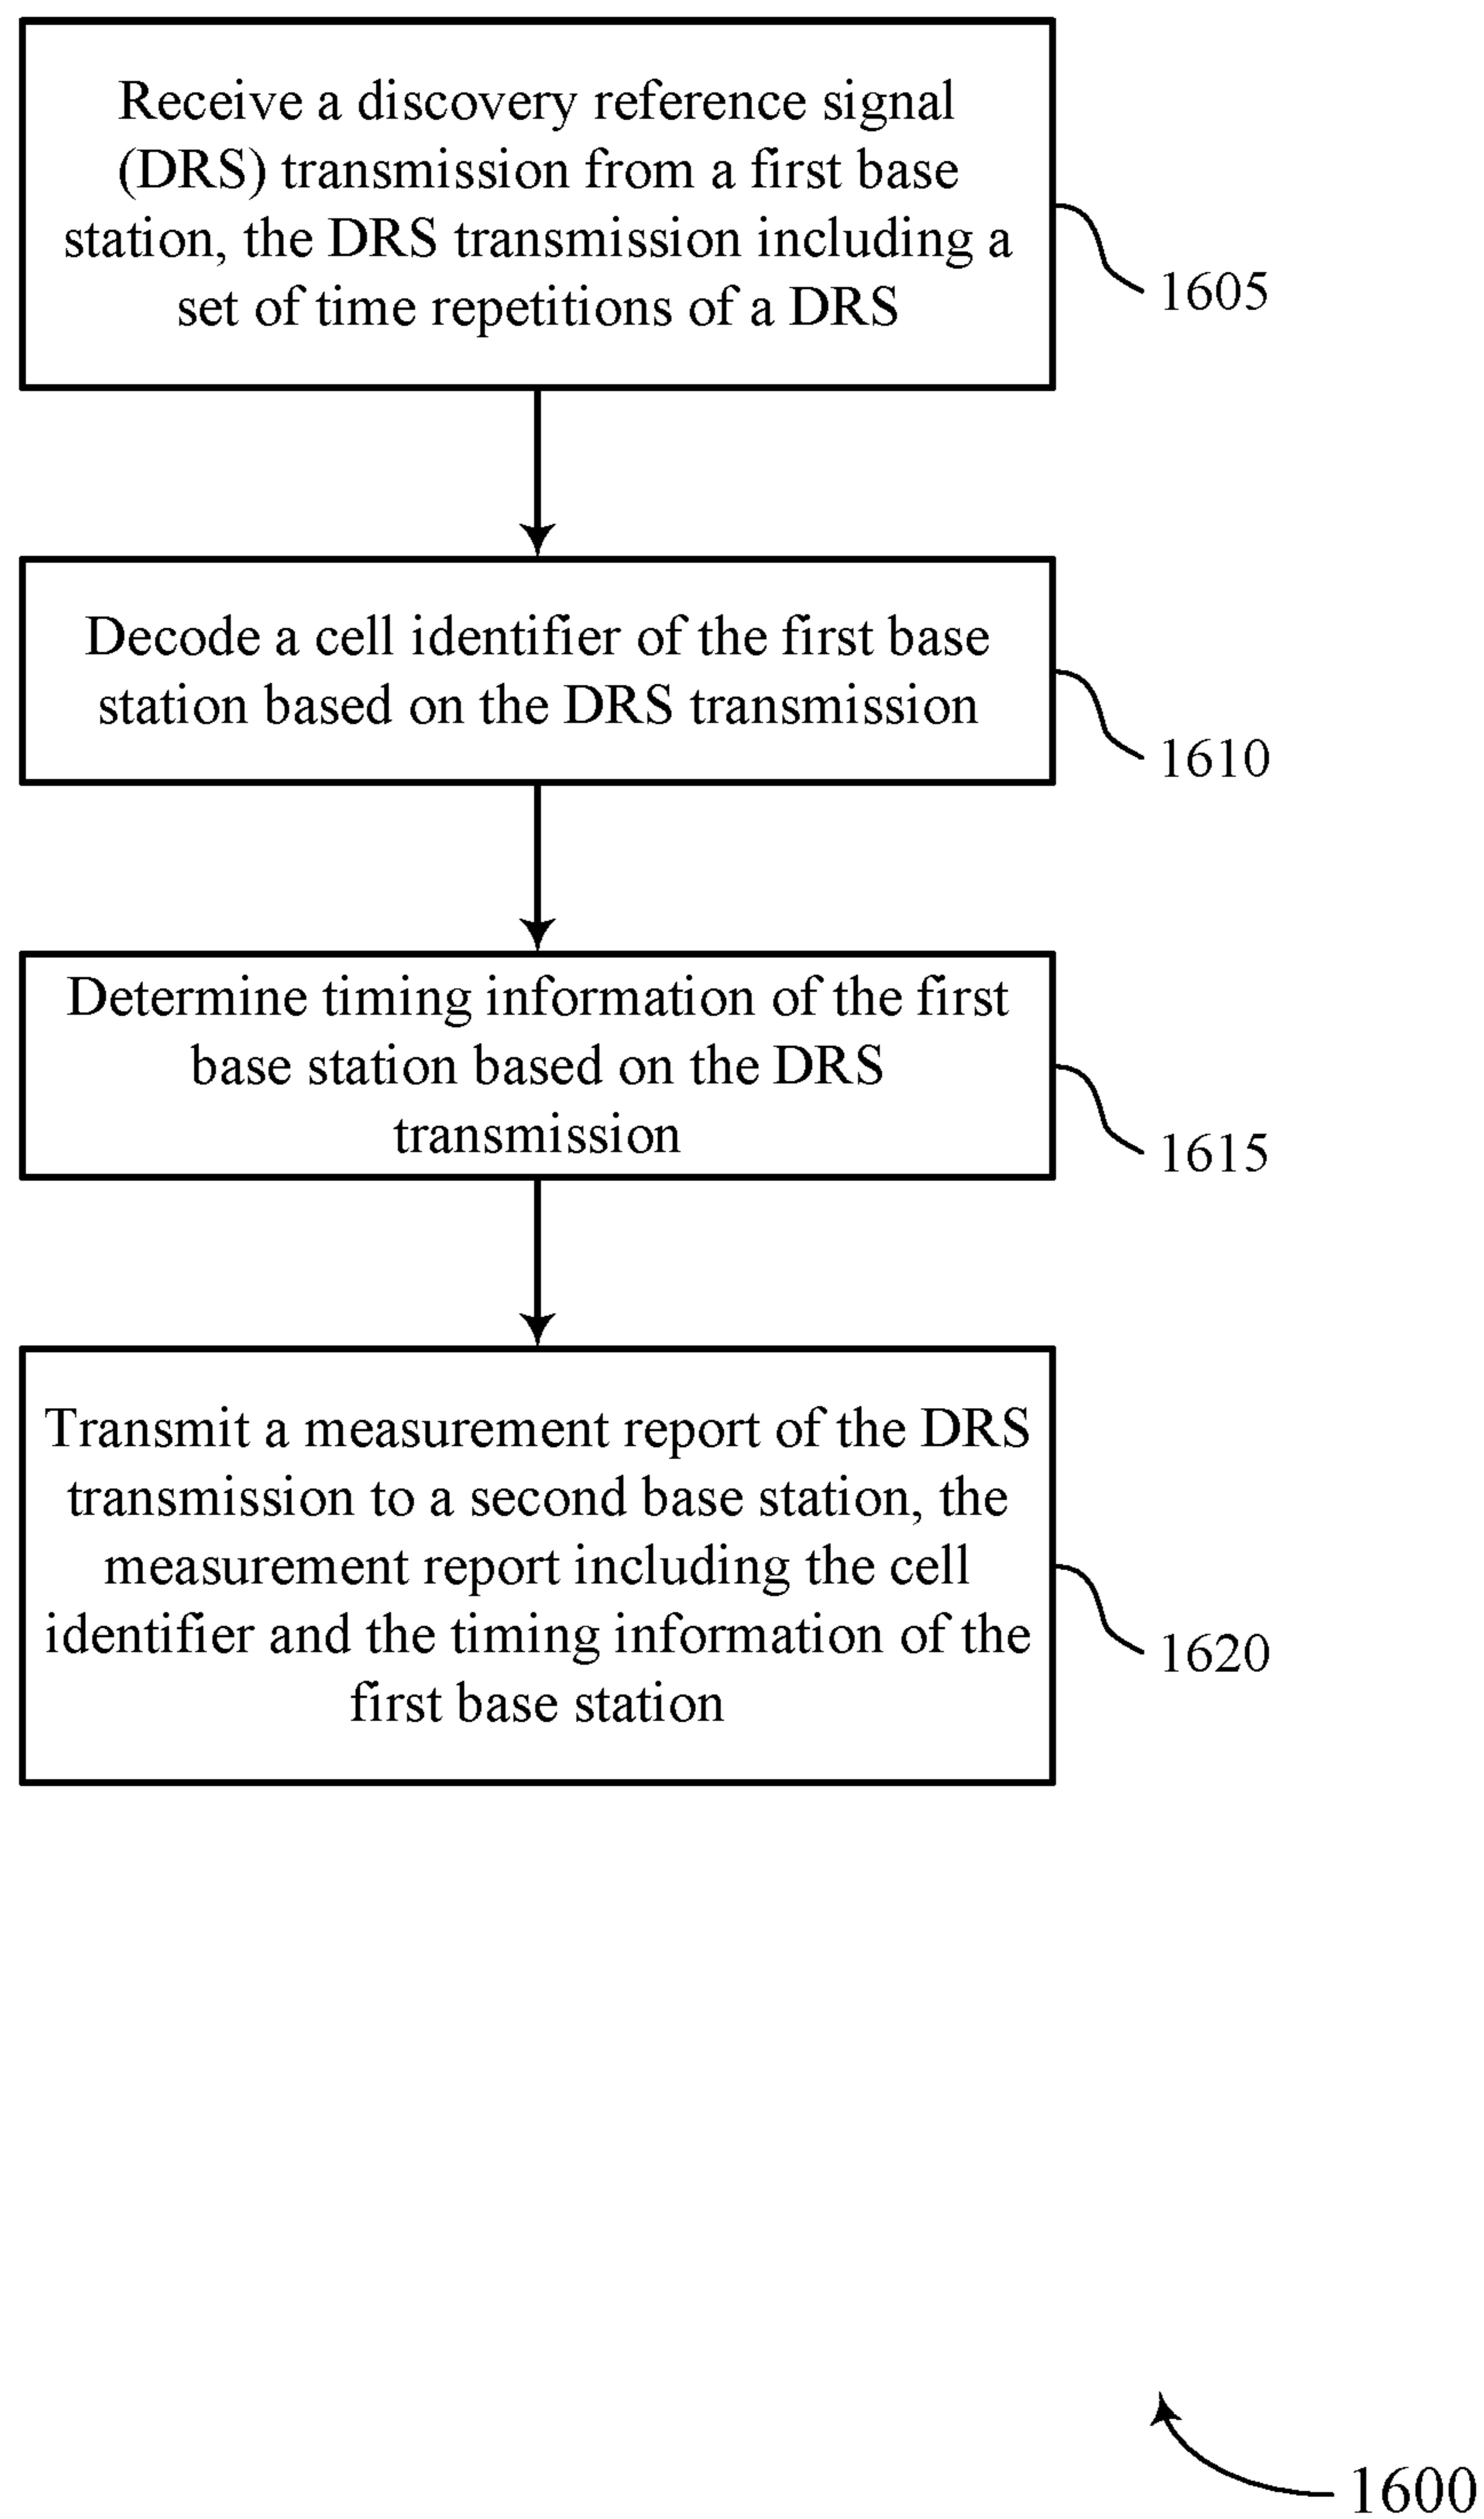 Receive a discovery reference signal
(DRS) transmission from a first base
station, the DRS transmission including a
set of time repetitions of a DRS
1605
Decode a cell identifier of the first base
station based on the DRS transmission
1610
Determine timing information of the first
base station based on the DRS
transmission
1615
Transmit a measurement report of the DRS
transmission to a second base station, the
measurement report including the cell
identifier and the timing information of the
first base station
1620
1600